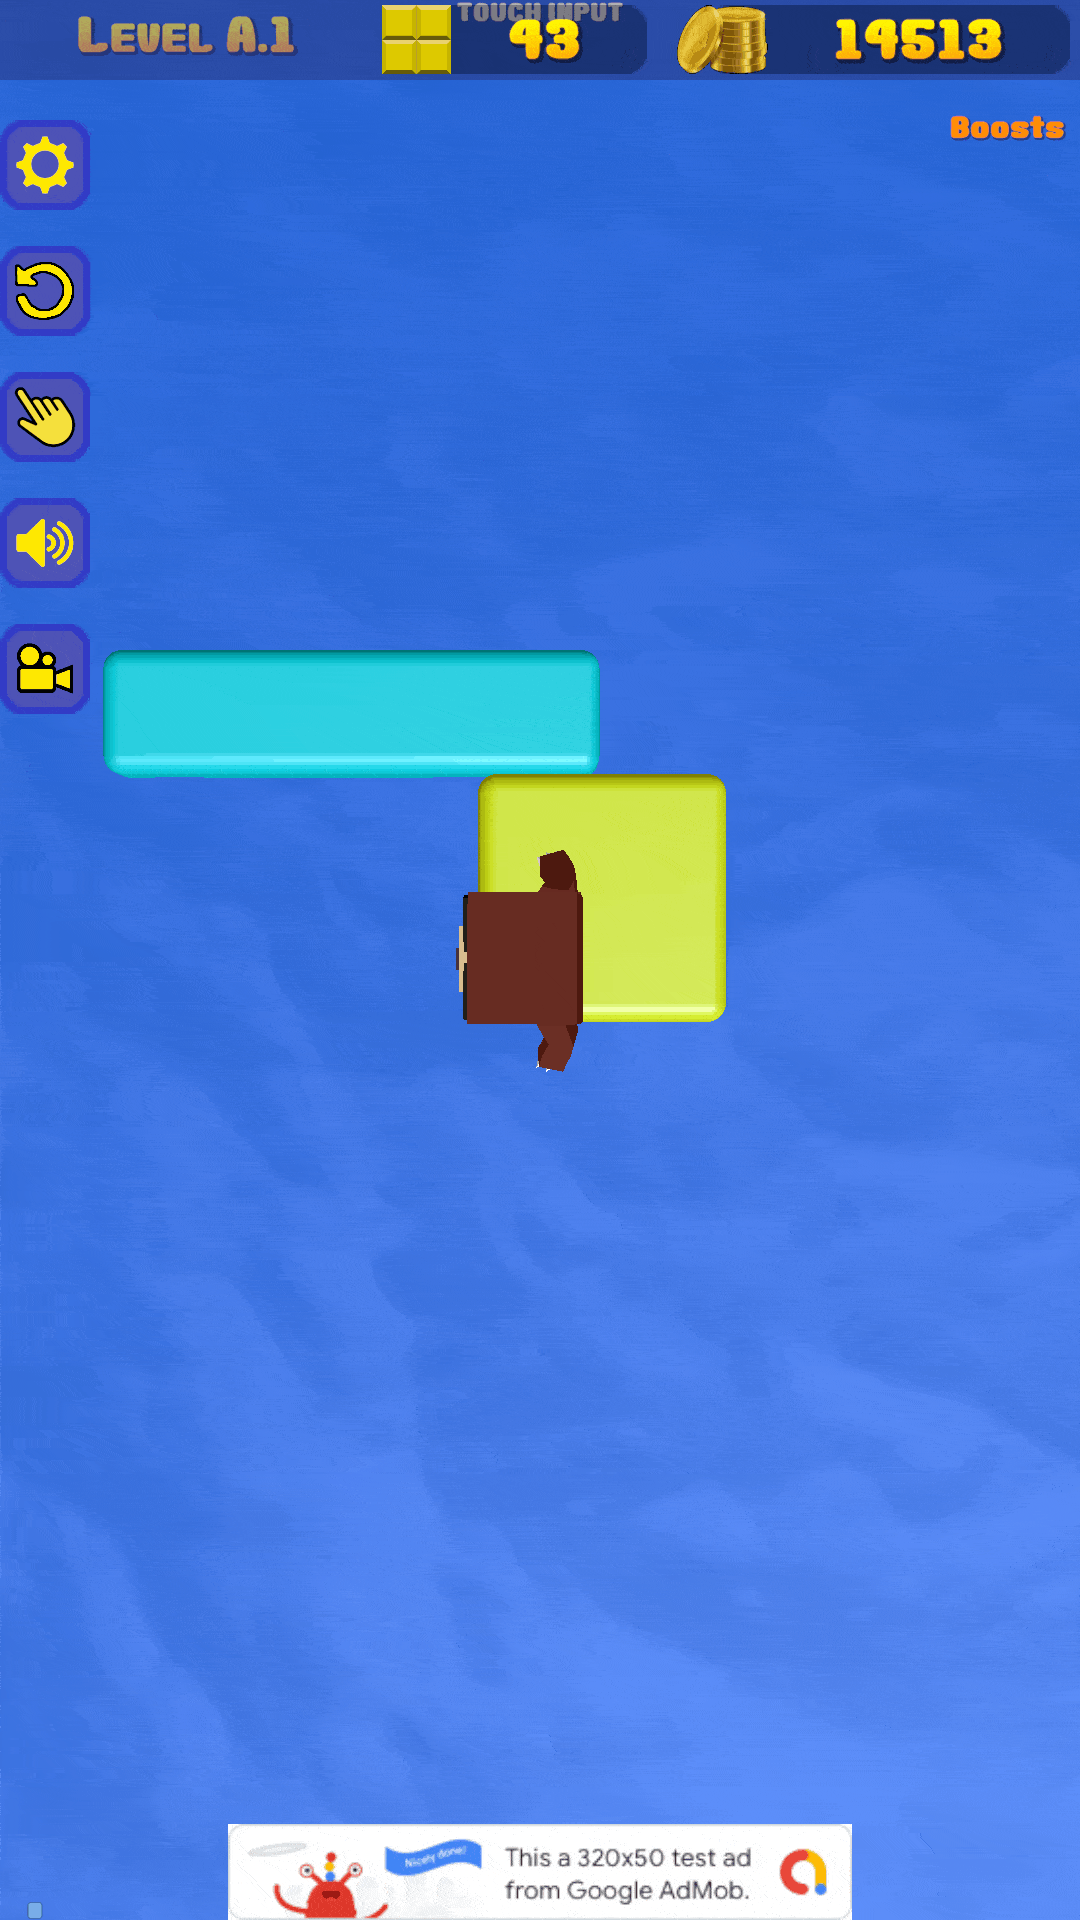 TOUCH INPUT
LEVEL A.1
43
14513
Boosts
Nicely done!
This a 320x50 test ad
from Google AdMob.